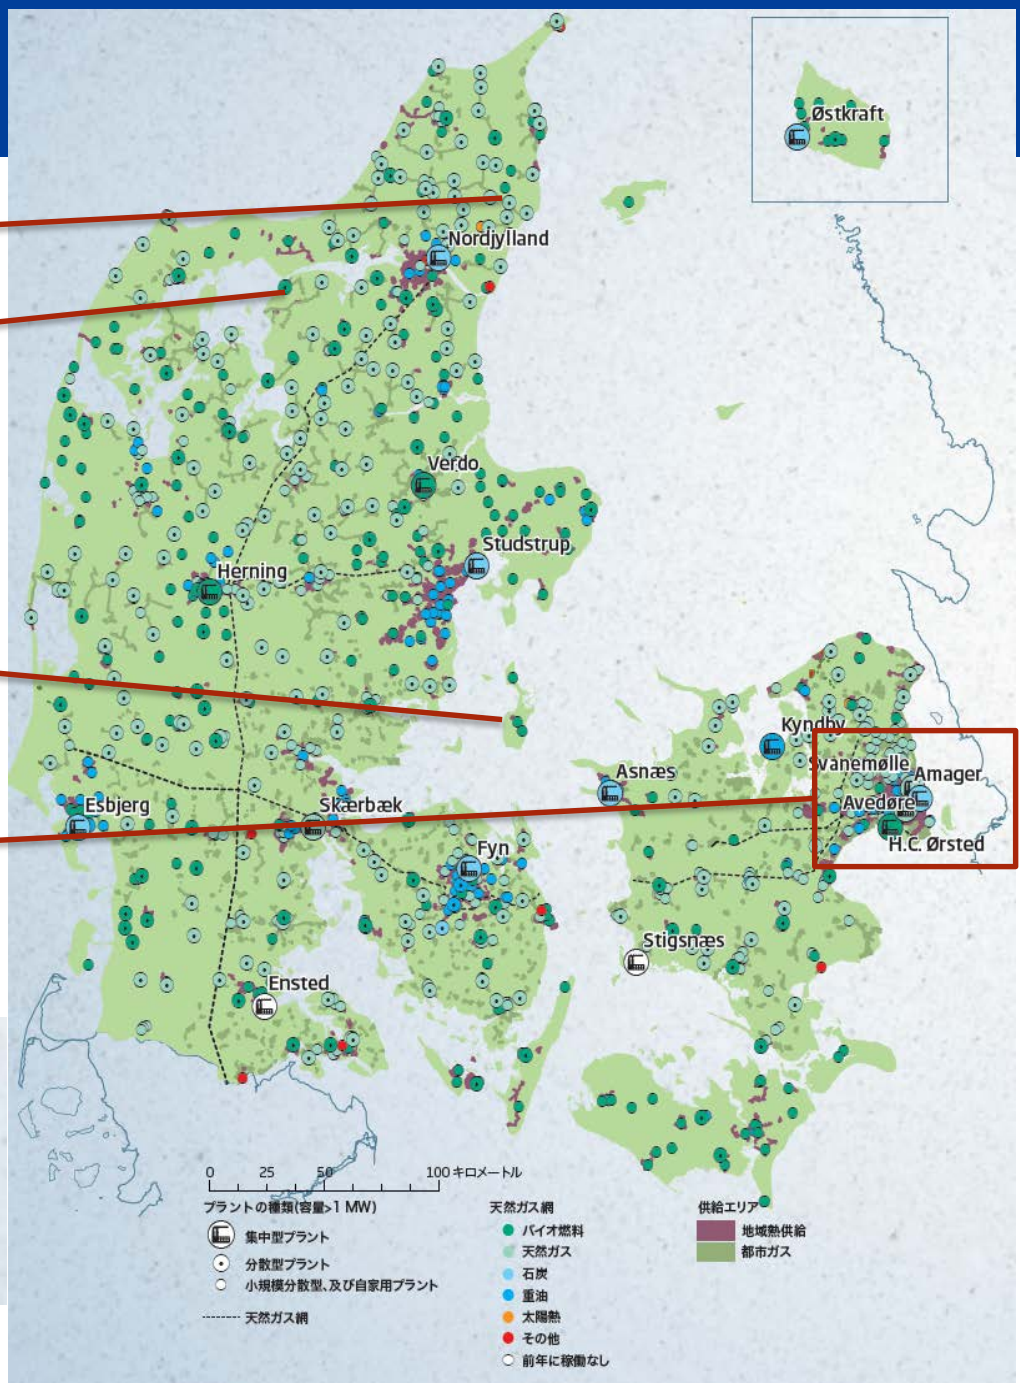 Østkraft
Nordjylland
Verdo
Studstrup
Herning
Kyndby
Svanemølle
Asnæs
Amager
Avedøre
Esbjerg
Skærbæk
H.C. Ørsted
Fyn
Stigsnæs
Ensted
0 25 50 100 キロメートル
プラントの種類(容量>1 MW)
集中型プラント
分散型プラント
小規模分散型、及び自家用プラント
天然ガス網
天然ガス網
バイオ燃料
天然ガス
石炭
重油
太陽熱
その他
前年に稼働なし
供給エリア
地域熱供給
都市ガス